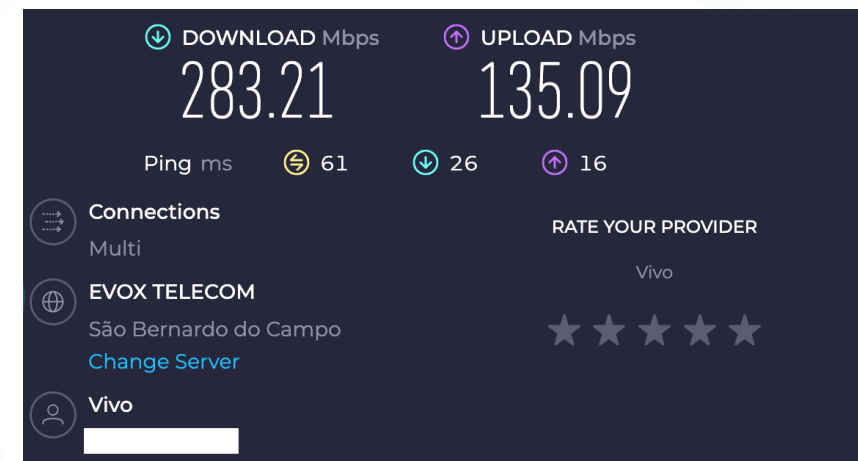 DOWNLOAD Mbps UPLOAD Mbps
283.21 135.09
Ping ms 61 26 16
Connections
Multi
EVOX TELECOM
São Bernardo do Campo
Change Server
Vivo
RATE YOUR PROVIDER
Vivo